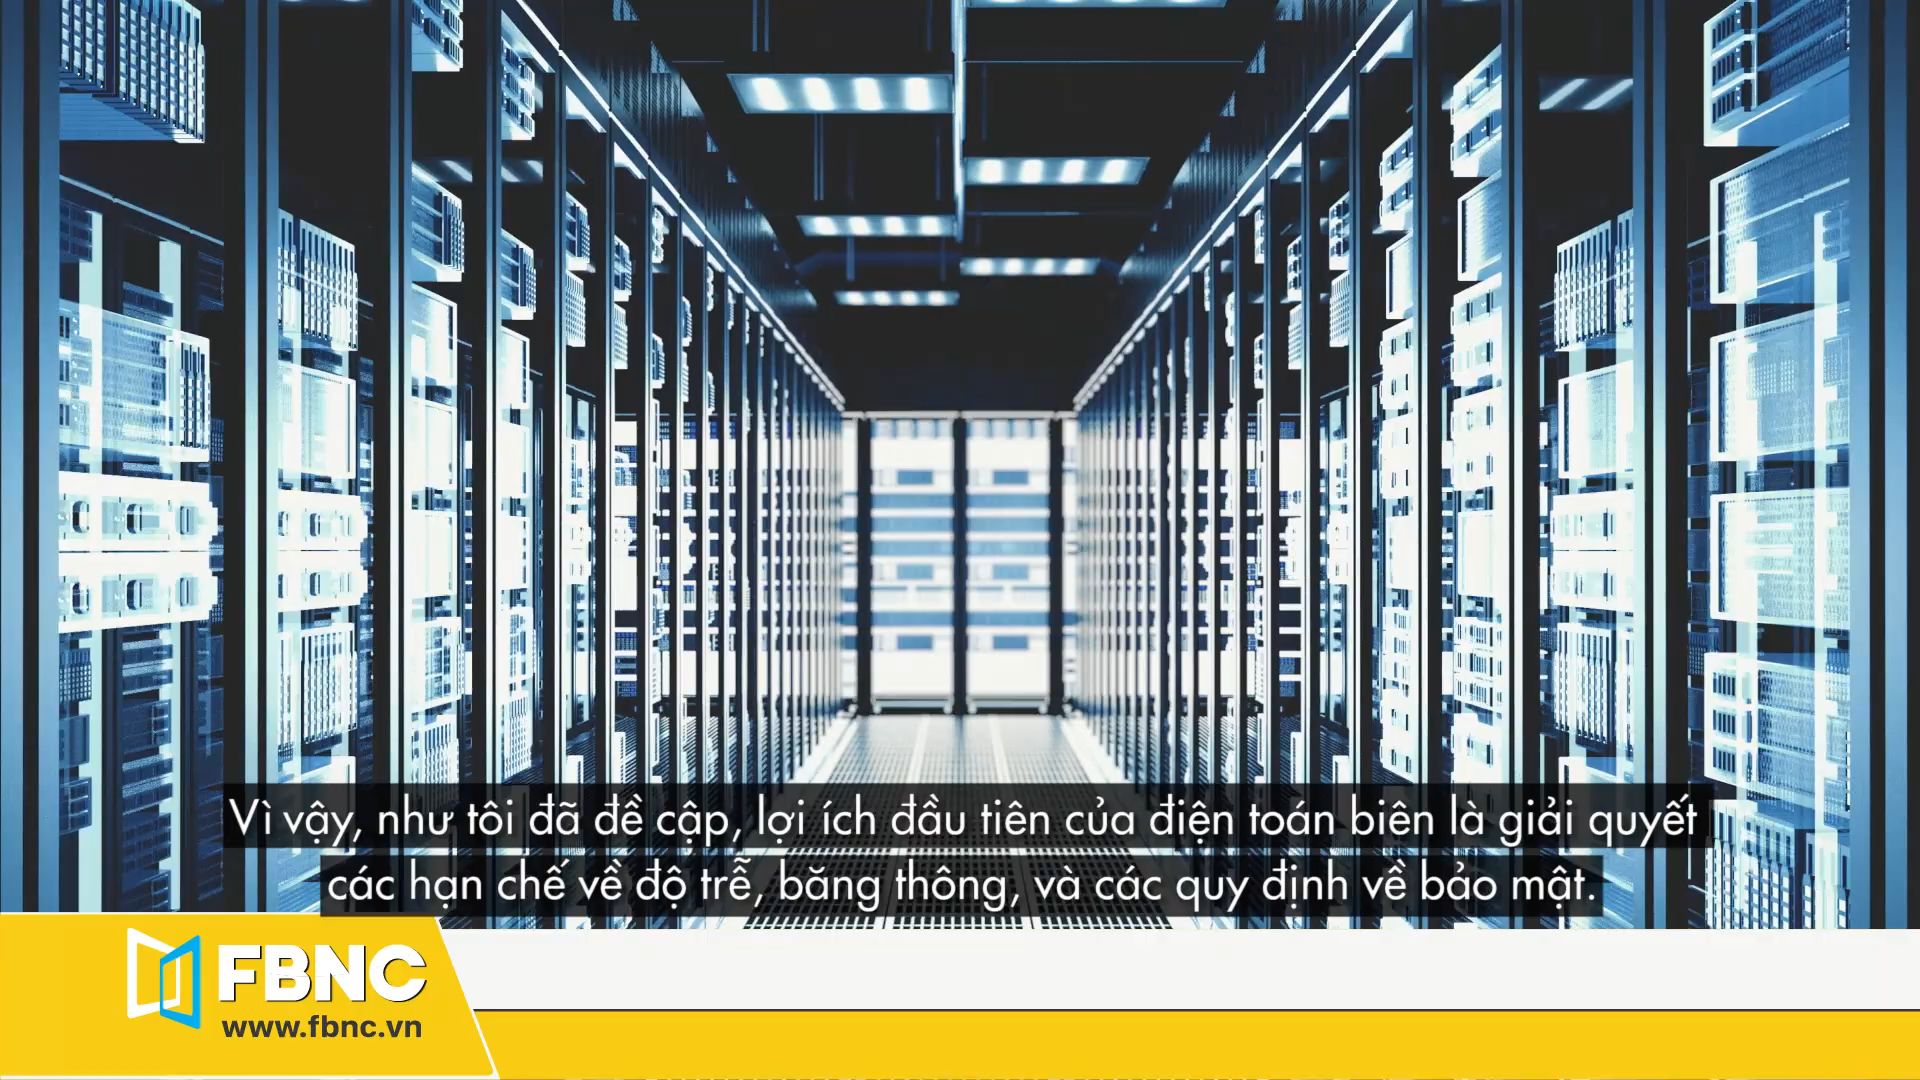 Vì vậy, như tôi đã đề cập, lợi ích đầu tiên của điện toán biên là giải quyết
các hạn chế về độ trễ, băng thông, và các quy định về bảo mật.
FBNC
www.fbnc.vn